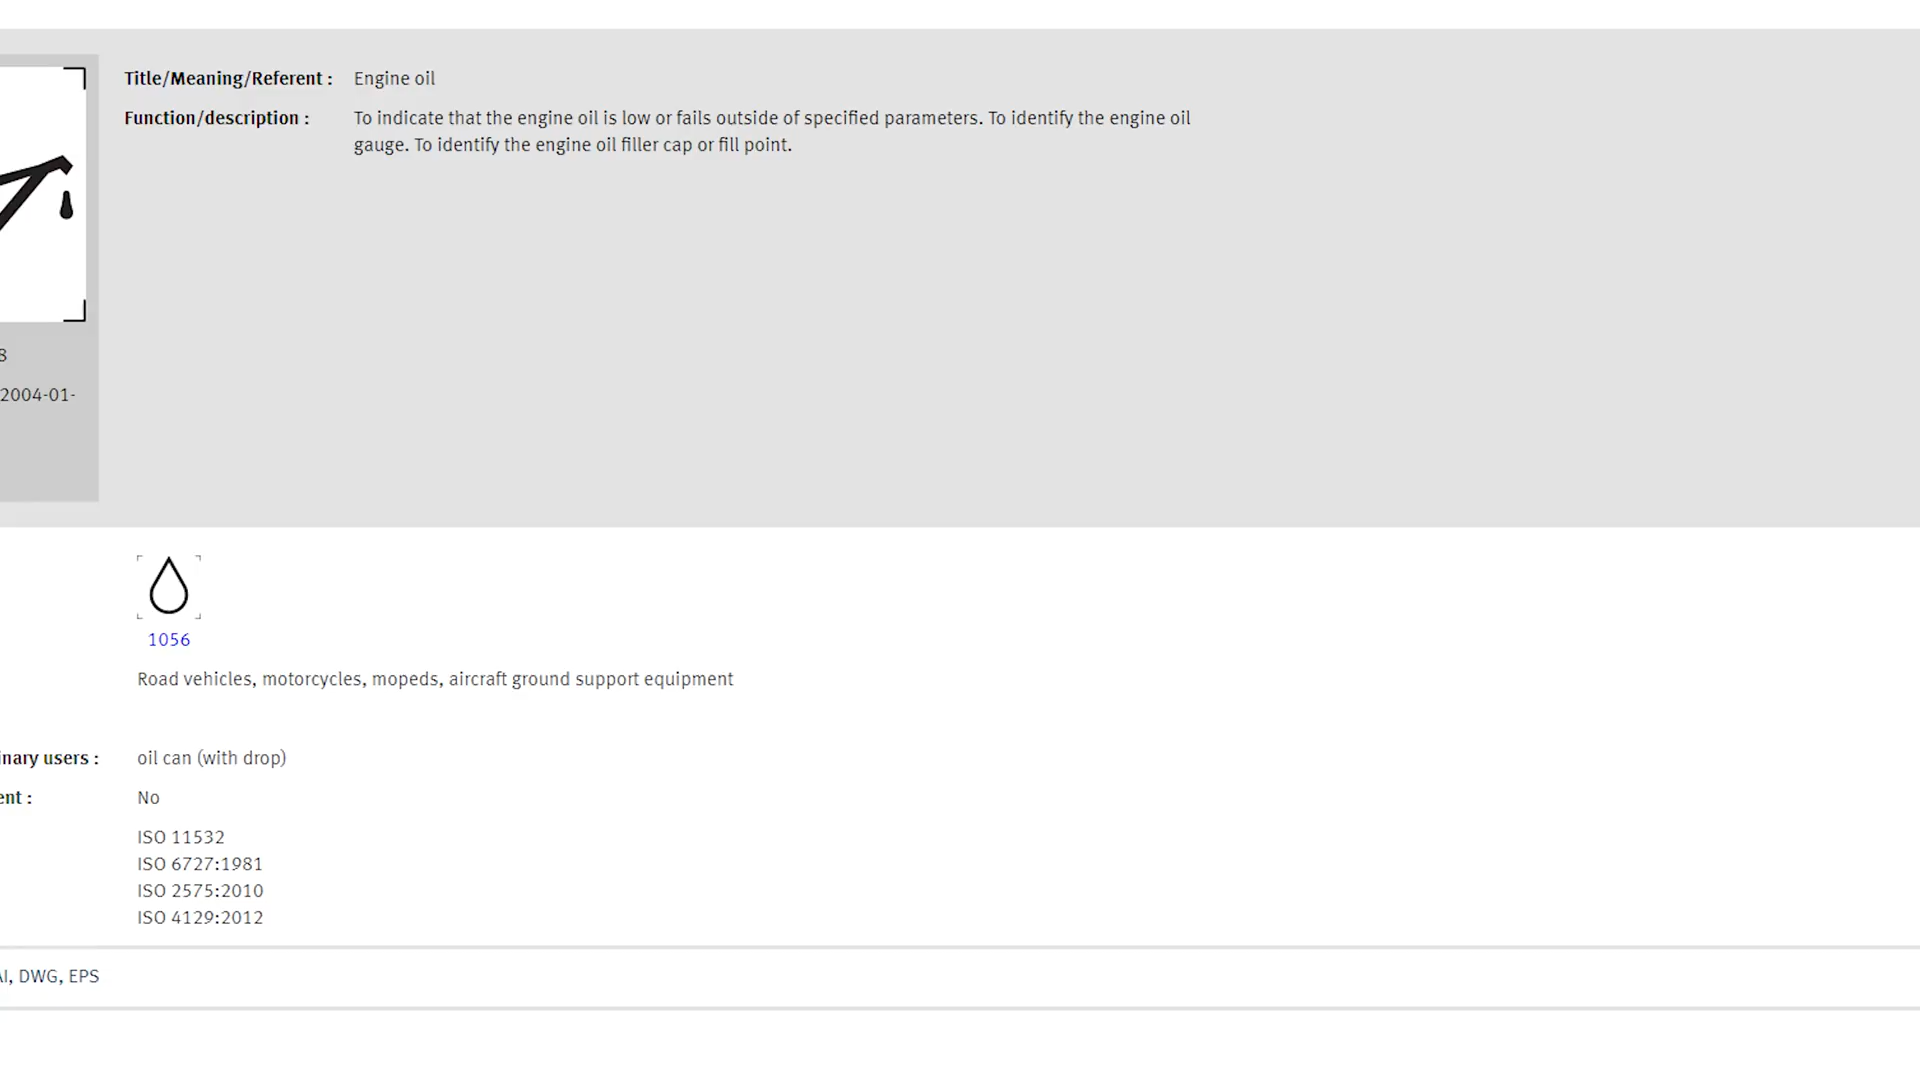 Title/Meaning/Referent : Engine oil
Function/description : To indicate that the engine oil is low or fails outside of specified parameters. To identify the engine oil
gauge. To identify the engine oil filler cap or fill point.
8
2004-01-
1056
Road vehicles, motorcycles, mopeds, aircraft ground support equipment
inary users : oil can (with drop)
ent : No
ISO 11532
ISO 6727:1981
ISO 2575:2010
ISO 4129:2012
AI, DWG, EPS